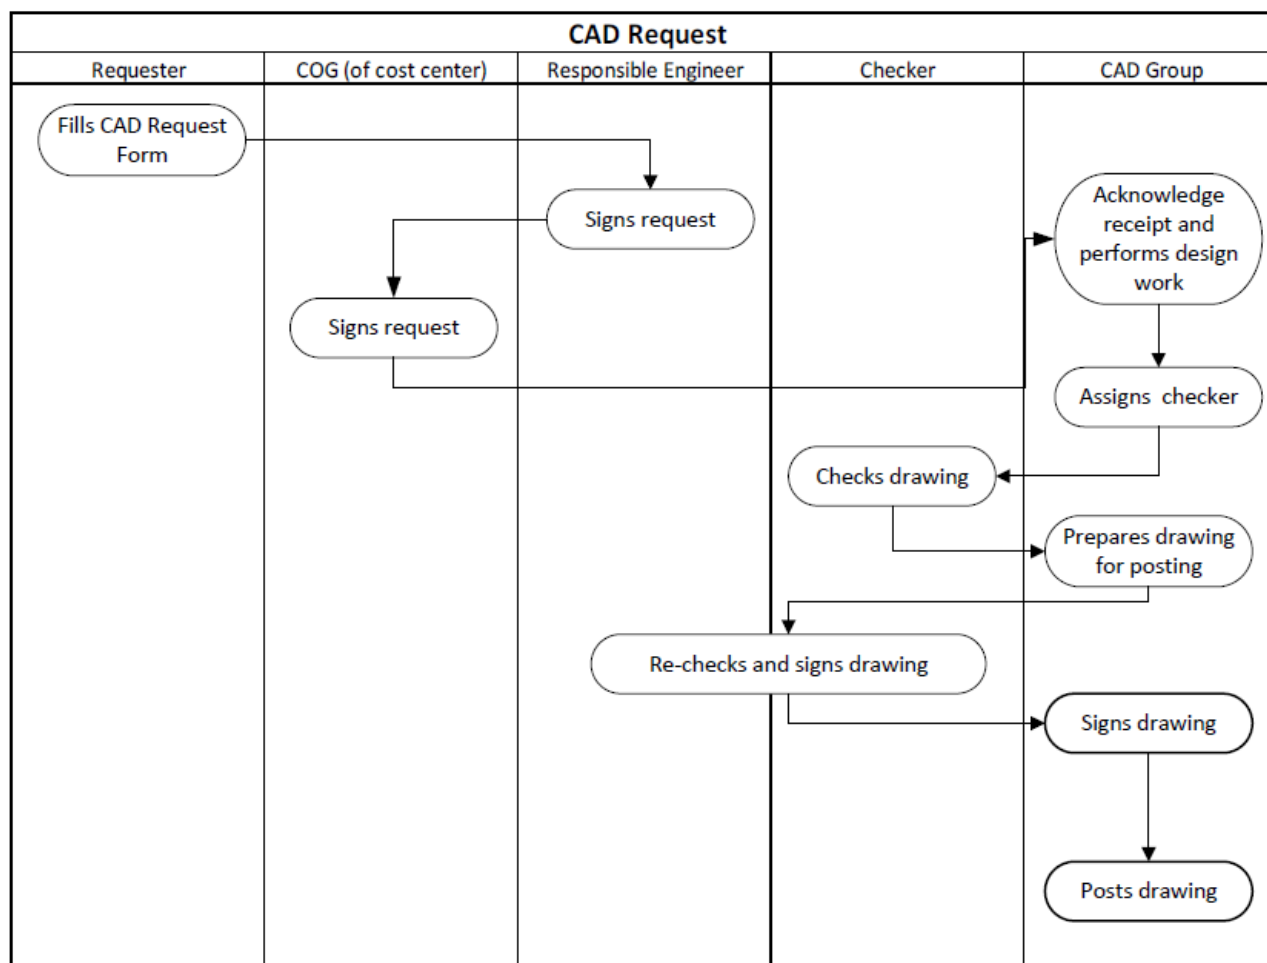 CAD Request
Requester
COG (of cost center)
Responsible Engineer
Checker
CAD Group
Fills CAD Request
Form
Signs request
Acknowledge
receipt and
performs design
work
Signs request
Assigns checker
Checks drawing
Prepares drawing
for posting
Re-checks and signs drawing
Signs drawing
Posts drawing